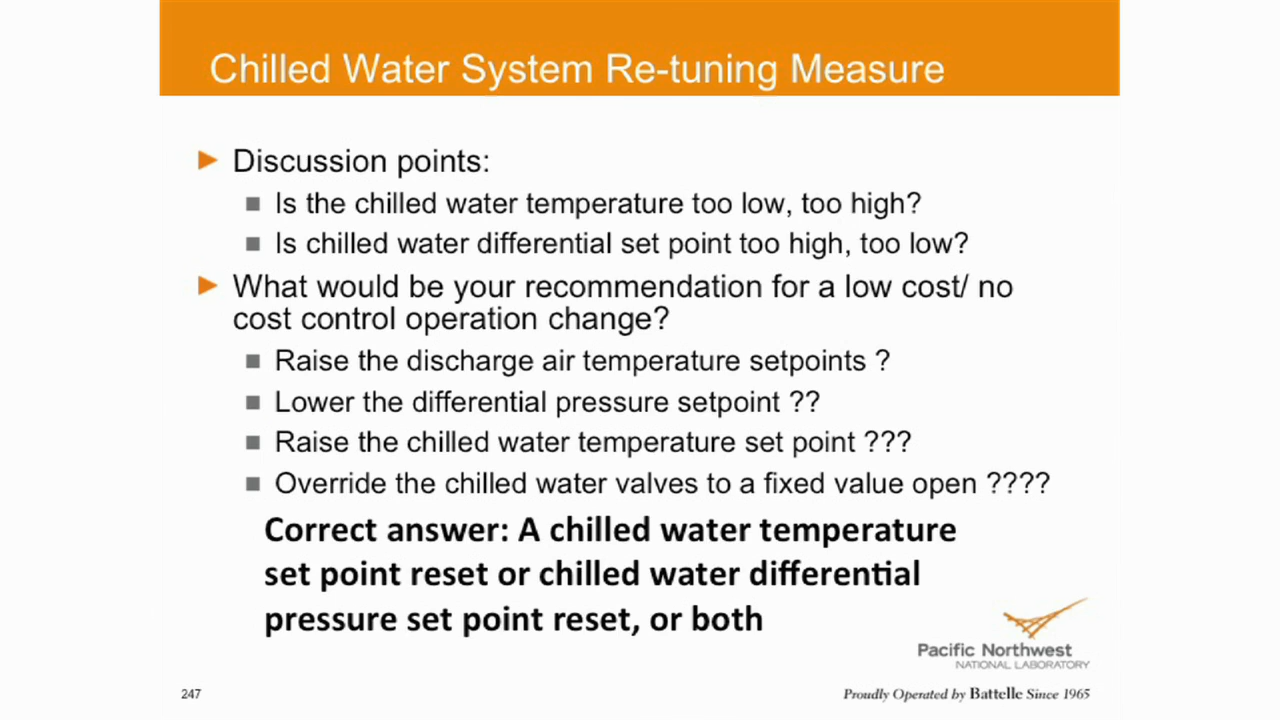 Chilled Water System Re-tuning Measure
Discussion points:
Is the chilled water temperature too low, too high?
Is chilled water differential set point too high, too low?
What would be your recommendation for a low cost/ no
cost control operation change?
Raise the discharge air temperature setpoints ?
Lower the differential pressure setpoint ??
Raise the chilled water temperature set point ???
Override the chilled water valves to a fixed value open ????
Correct answer: A chilled water temperature
set point reset or chilled water differential
pressure set point reset, or both
Pacific Northwest
NATIONAL LABORATORY
247
Proudly Operated by Battelle Since 1965